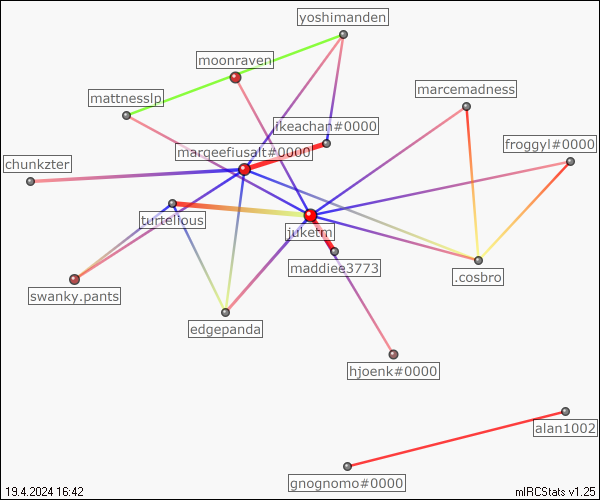 yoshimanden
moonraven
marcemadness
mattnesslp
ikeachan#0000
froggyl#0000
margeefiusalt#0000
chunkzter
turtelious
juketm
maddiee3773
.cosbro
swanky.pants
edgepanda
hjoenk#0000
alan1002
gnognomo#0000
19.4.2024 16:42
mIRCStats v1.25